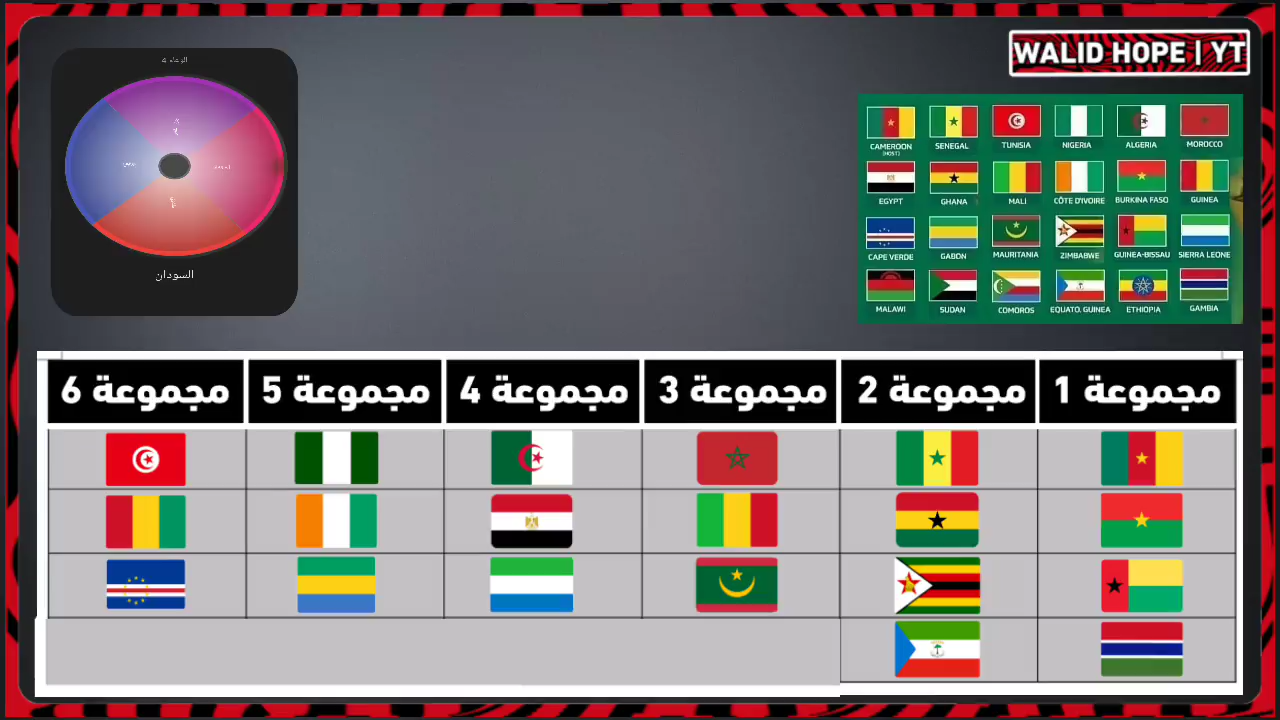 الوعاء 4
السودان
WALID HOPE | YT
CAMEROON SENEGAL TUNISIA NIGERIA ALGERIA MOROCCO
(HOST)
EGYPT GHANA MALI CÔTE D'IVOIRE BURKINA FASO GUINEA
CAPE VERDE GABON MAURITANIA ZIMBABWE GUINEA-BISSAU SIERRA LEONE
MALAWI SUDAN COMOROS EQUATO. GUINEA ETHIOPIA GAMBIA
مجموعة 1 مجموعة 2 مجموعة 3 مجموعة 4 مجموعة 5 مجموعة 6